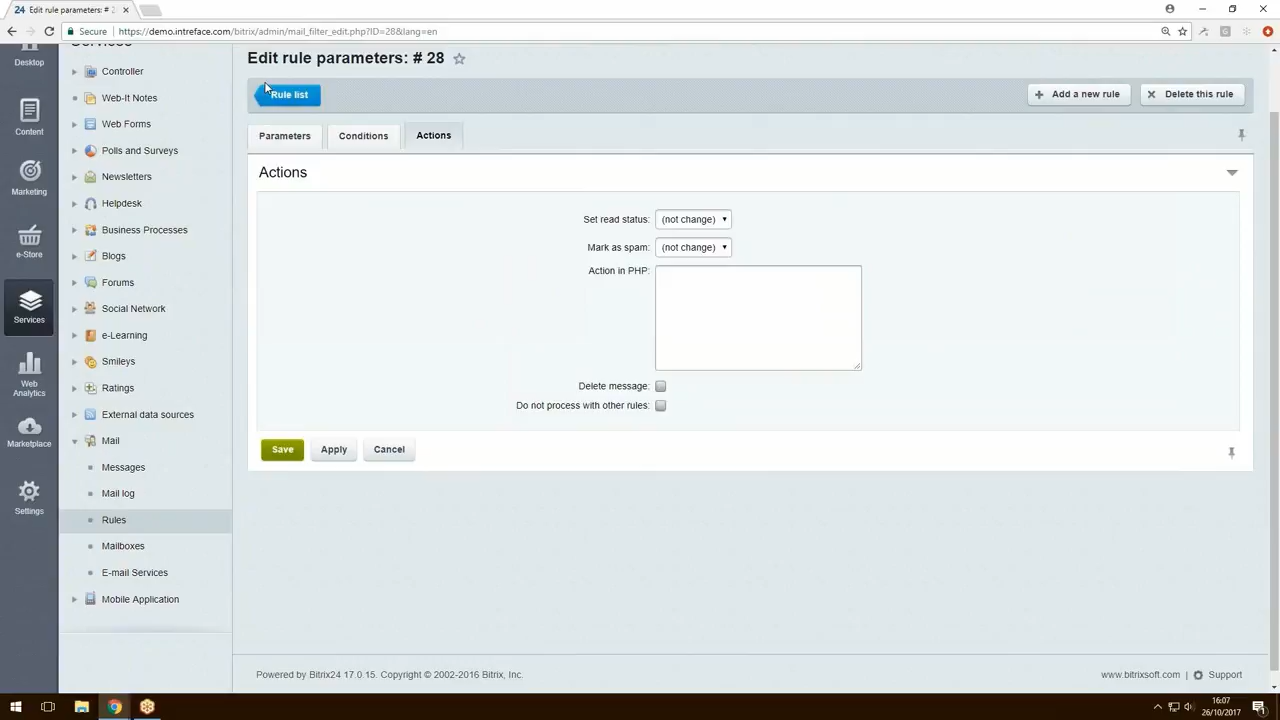 24 Edit rule parameters: # 2
Secure
https://demo.intreface.com/bitrix/admin/mail_filter_edit.php?ID=28&lang=en
Desktop
Content
Marketing
e-Store
Services
Web
Analytics
Marketplace
Settings
Services
Controller
Web-It Notes
Web Forms
Polls and Surveys
Newsletters
Helpdesk
Business Processes
Blogs
Forums
Social Network
e-Learning
Smileys
Ratings
External data sources
Mail
Messages
Mail log
Rules
Mailboxes
E-mail Services
Mobile Application
Edit rule parameters: # 28
Rule list
Add a new rule
Delete this rule
Parameters
Conditions
Actions
Actions
Set read status: (not change)
Mark as spam: (not change)
Action in PHP:
Delete message:
Do not process with other rules:
Save
Apply
Cancel
Powered by Bitrix24 17.0.15. Copyright © 2002-2016 Bitrix, Inc.
www.bitrixsoft.com
Support
16:07
26/10/2017
1